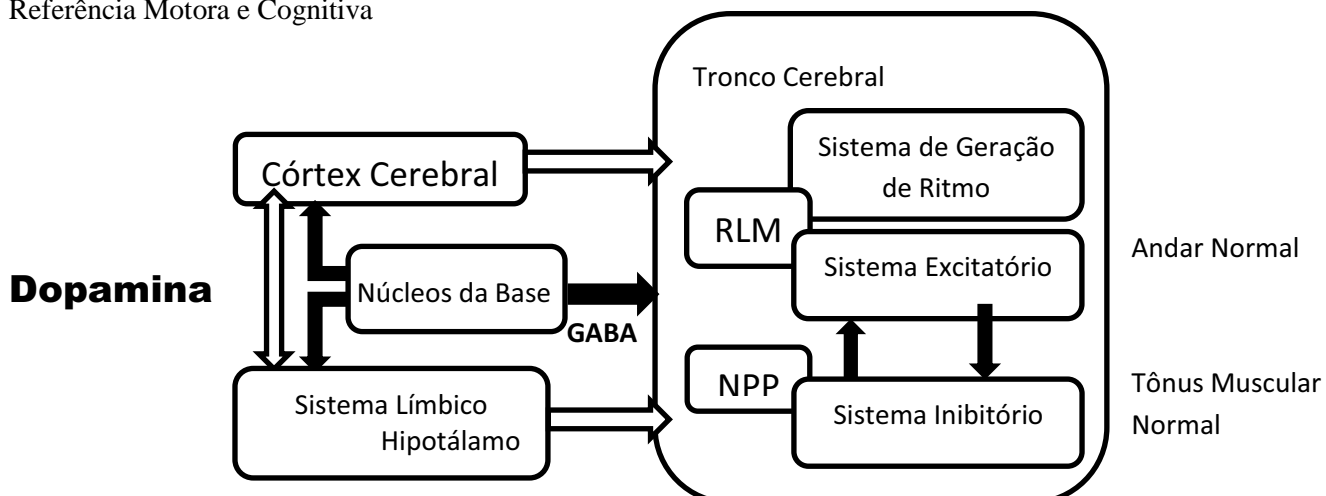 Referência Motora e Cognitiva
Tronco Cerebral
Sistema de Geração
de Ritmo
Córtex Cerebral
RLM
Sistema Excitatório
Andar Normal
Dopamina
Núcleos da Base
GABA
NPP
Sistema Inibitório
Tônus Muscular
Normal
Sistema Límbico
Hipotálamo